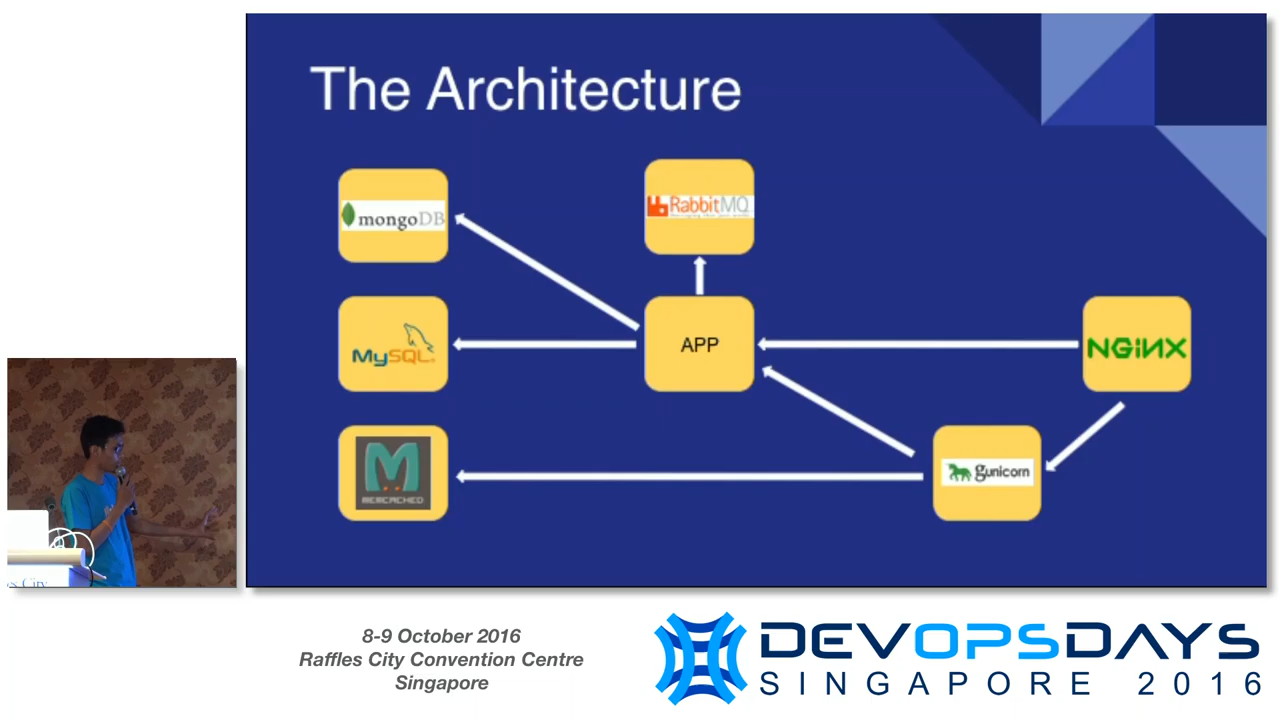 The Architecture
mongoDB
RabbitMQ
MySQL
APP
NGiNX
MEMCACHED
gunicorn
City
8-9 October 2016
Raffles City Convention Centre
Singapore
DEVOPSDAYS
SINGAPORE 2016